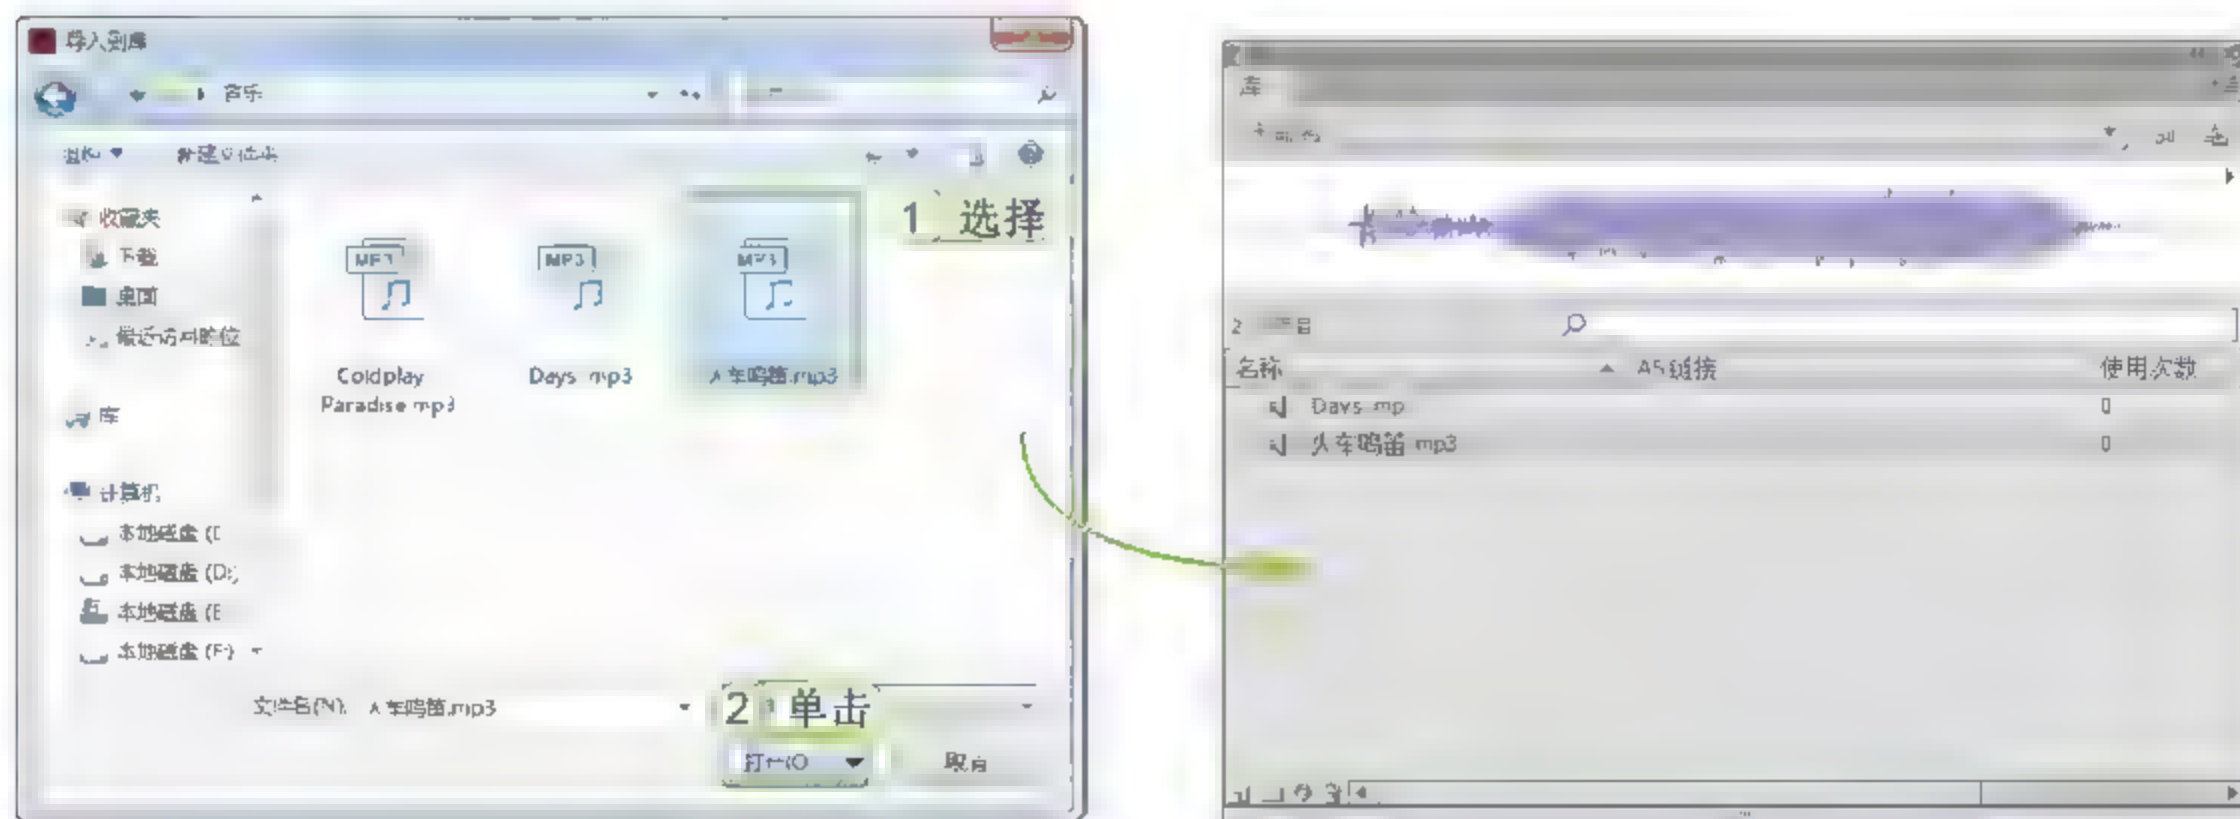 导入到库
音乐
组织
新建文件夹
1 选择
收藏夹
下载
桌面
最近访问的位
Coldplay
Paradise mp3
Days mp3
火车鸣笛.mp3
库
计算机
本地磁盘 (
本地磁盘 (D:)
本地磁盘 (E
本地磁盘 (F:)
文件名(N): 火车鸣笛.mp3
2 单击
打开(O
取消
库
名称
AS 链接
使用次数
Days mp
0
火车鸣笛 mp3
0